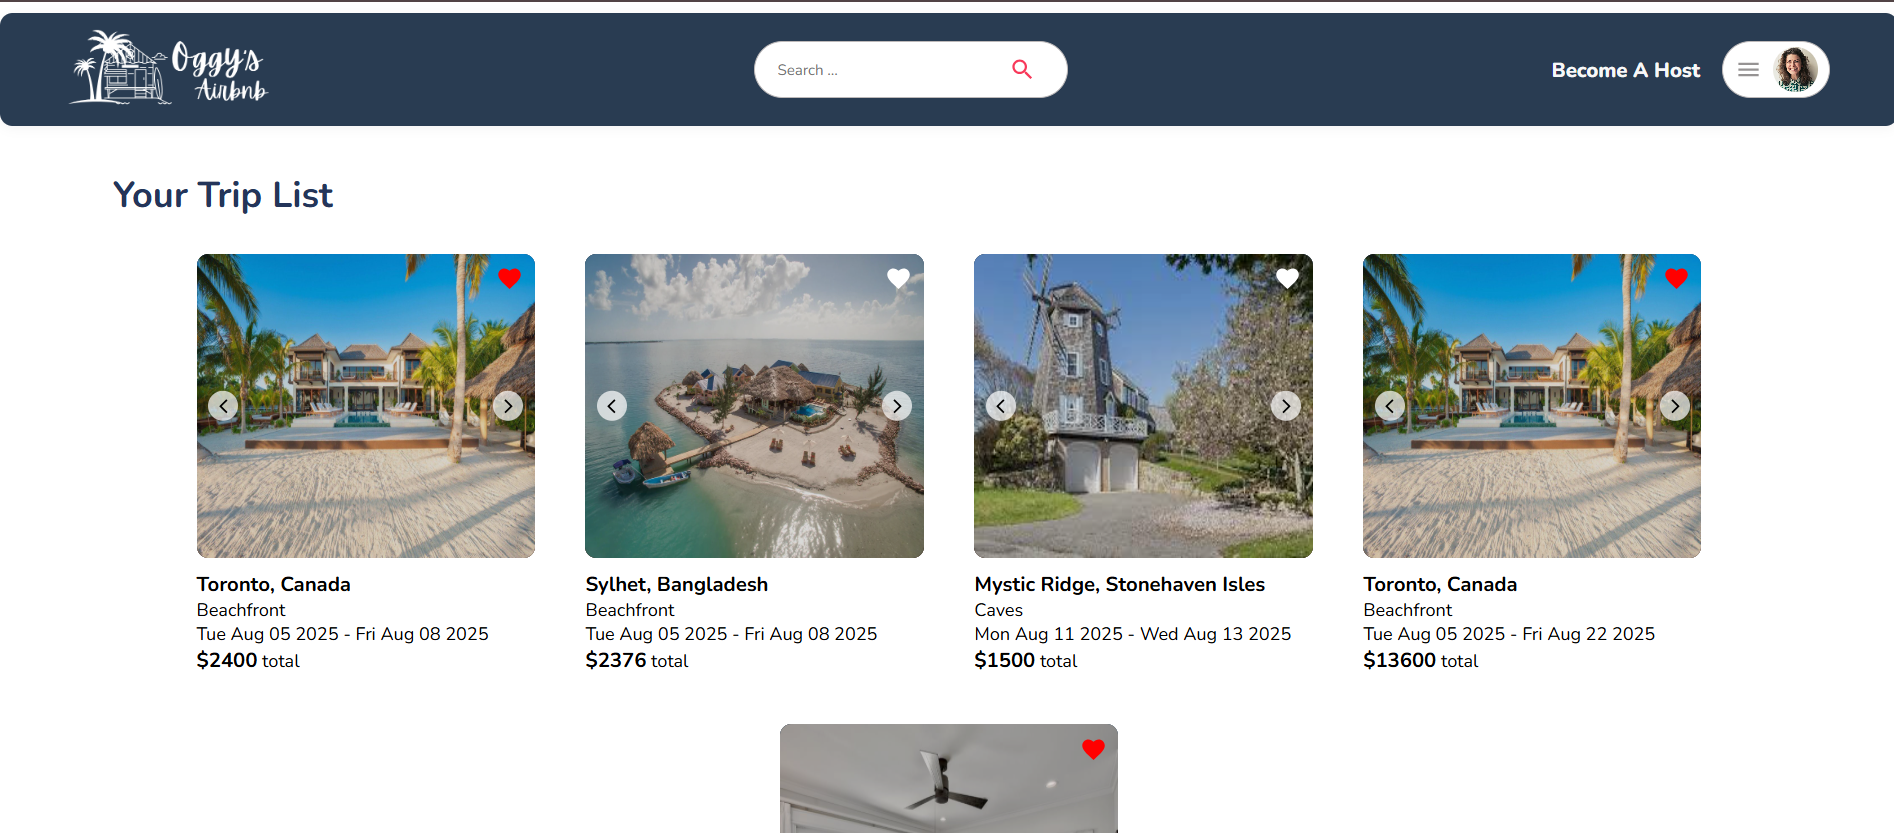 Oggy's
Airbnb
Search ...
Become A Host
Your Trip List
Toronto, Canada
Beachfront
Tue Aug 05 2025 - Fri Aug 08 2025
$2400 total
Sylhet, Bangladesh
Beachfront
Tue Aug 05 2025 - Fri Aug 08 2025
$2376 total
Mystic Ridge, Stonehaven Isles
Caves
Mon Aug 11 2025 - Wed Aug 13 2025
$1500 total
Toronto, Canada
Beachfront
Tue Aug 05 2025 - Fri Aug 22 2025
$13600 total